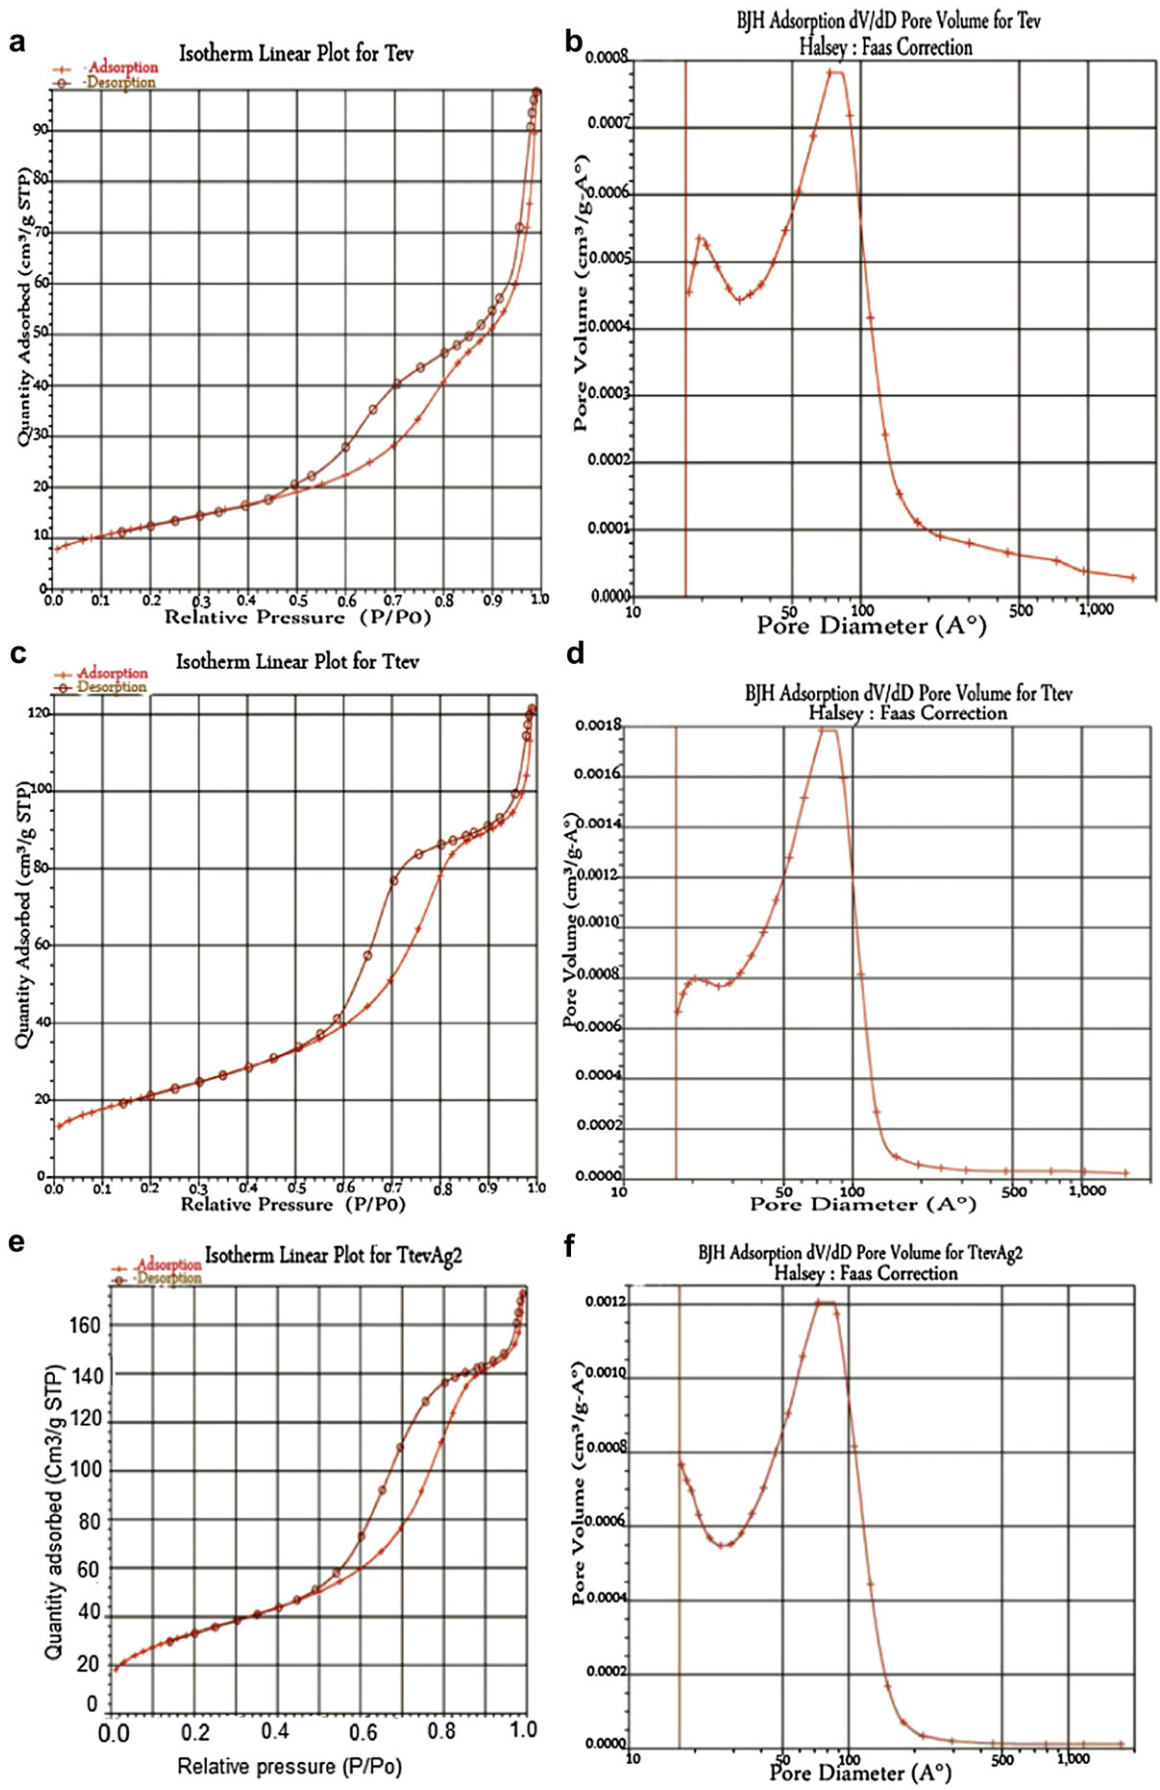 a
Isotherm Linear Plot for Tev
Adsorption
Desorption
Quantity Adsorbed (cm³/g STP)
90
80
70
60
50
40
30
20
10
0
0.0 0.1 0.2 0.3 0.4 0.5 0.6 0.7 0.8 0.9 1.0
Relative Pressure (P/Po)
b
BJH Adsorption dV/dD Pore Volume for Tev
Halsey : Faas Correction
Pore Volume (cm³/g-A°)
0.0008
0.0007
0.0006
0.0005
0.0004
0.0003
0.0002
0.0001
0.0000
10 50 100 500 1,000
Pore Diameter (A°)
c
Isotherm Linear Plot for Ttev
Adsorption
Desorption
Quantity Adsorbed (cm³/g STP)
120
100
80
60
40
20
0
0.0 0.1 0.2 0.3 0.4 0.5 0.6 0.7 0.8 0.9 1.0
Relative Pressure (P/Po)
d
BJH Adsorption dV/dD Pore Volume for Ttev
Halsey : Faas Correction
Pore Volume (cm³/g-A°)
0.0018
0.0016
0.0014
0.0012
0.0010
0.0008
0.0006
0.0004
0.0002
0.0000
10 50 100 500 1,000
Pore Diameter (A°)
e
Isotherm Linear Plot for TtevAg2
Adsorption
Desorption
Quantity adsorbed (Cm3/g STP)
160
140
120
100
80
60
40
20
0
0.0 0.2 0.4 0.6 0.8 1.0
Relative pressure (P/Po)
f
BJH Adsorption dV/dD Pore Volume for TtevAg2
Halsey : Faas Correction
Pore Volume (cm³/g-A°)
0.0012
0.0010
0.0008
0.0006
0.0004
0.0002
0.0000
10 50 100 500 1,000
Pore Diameter (A°)